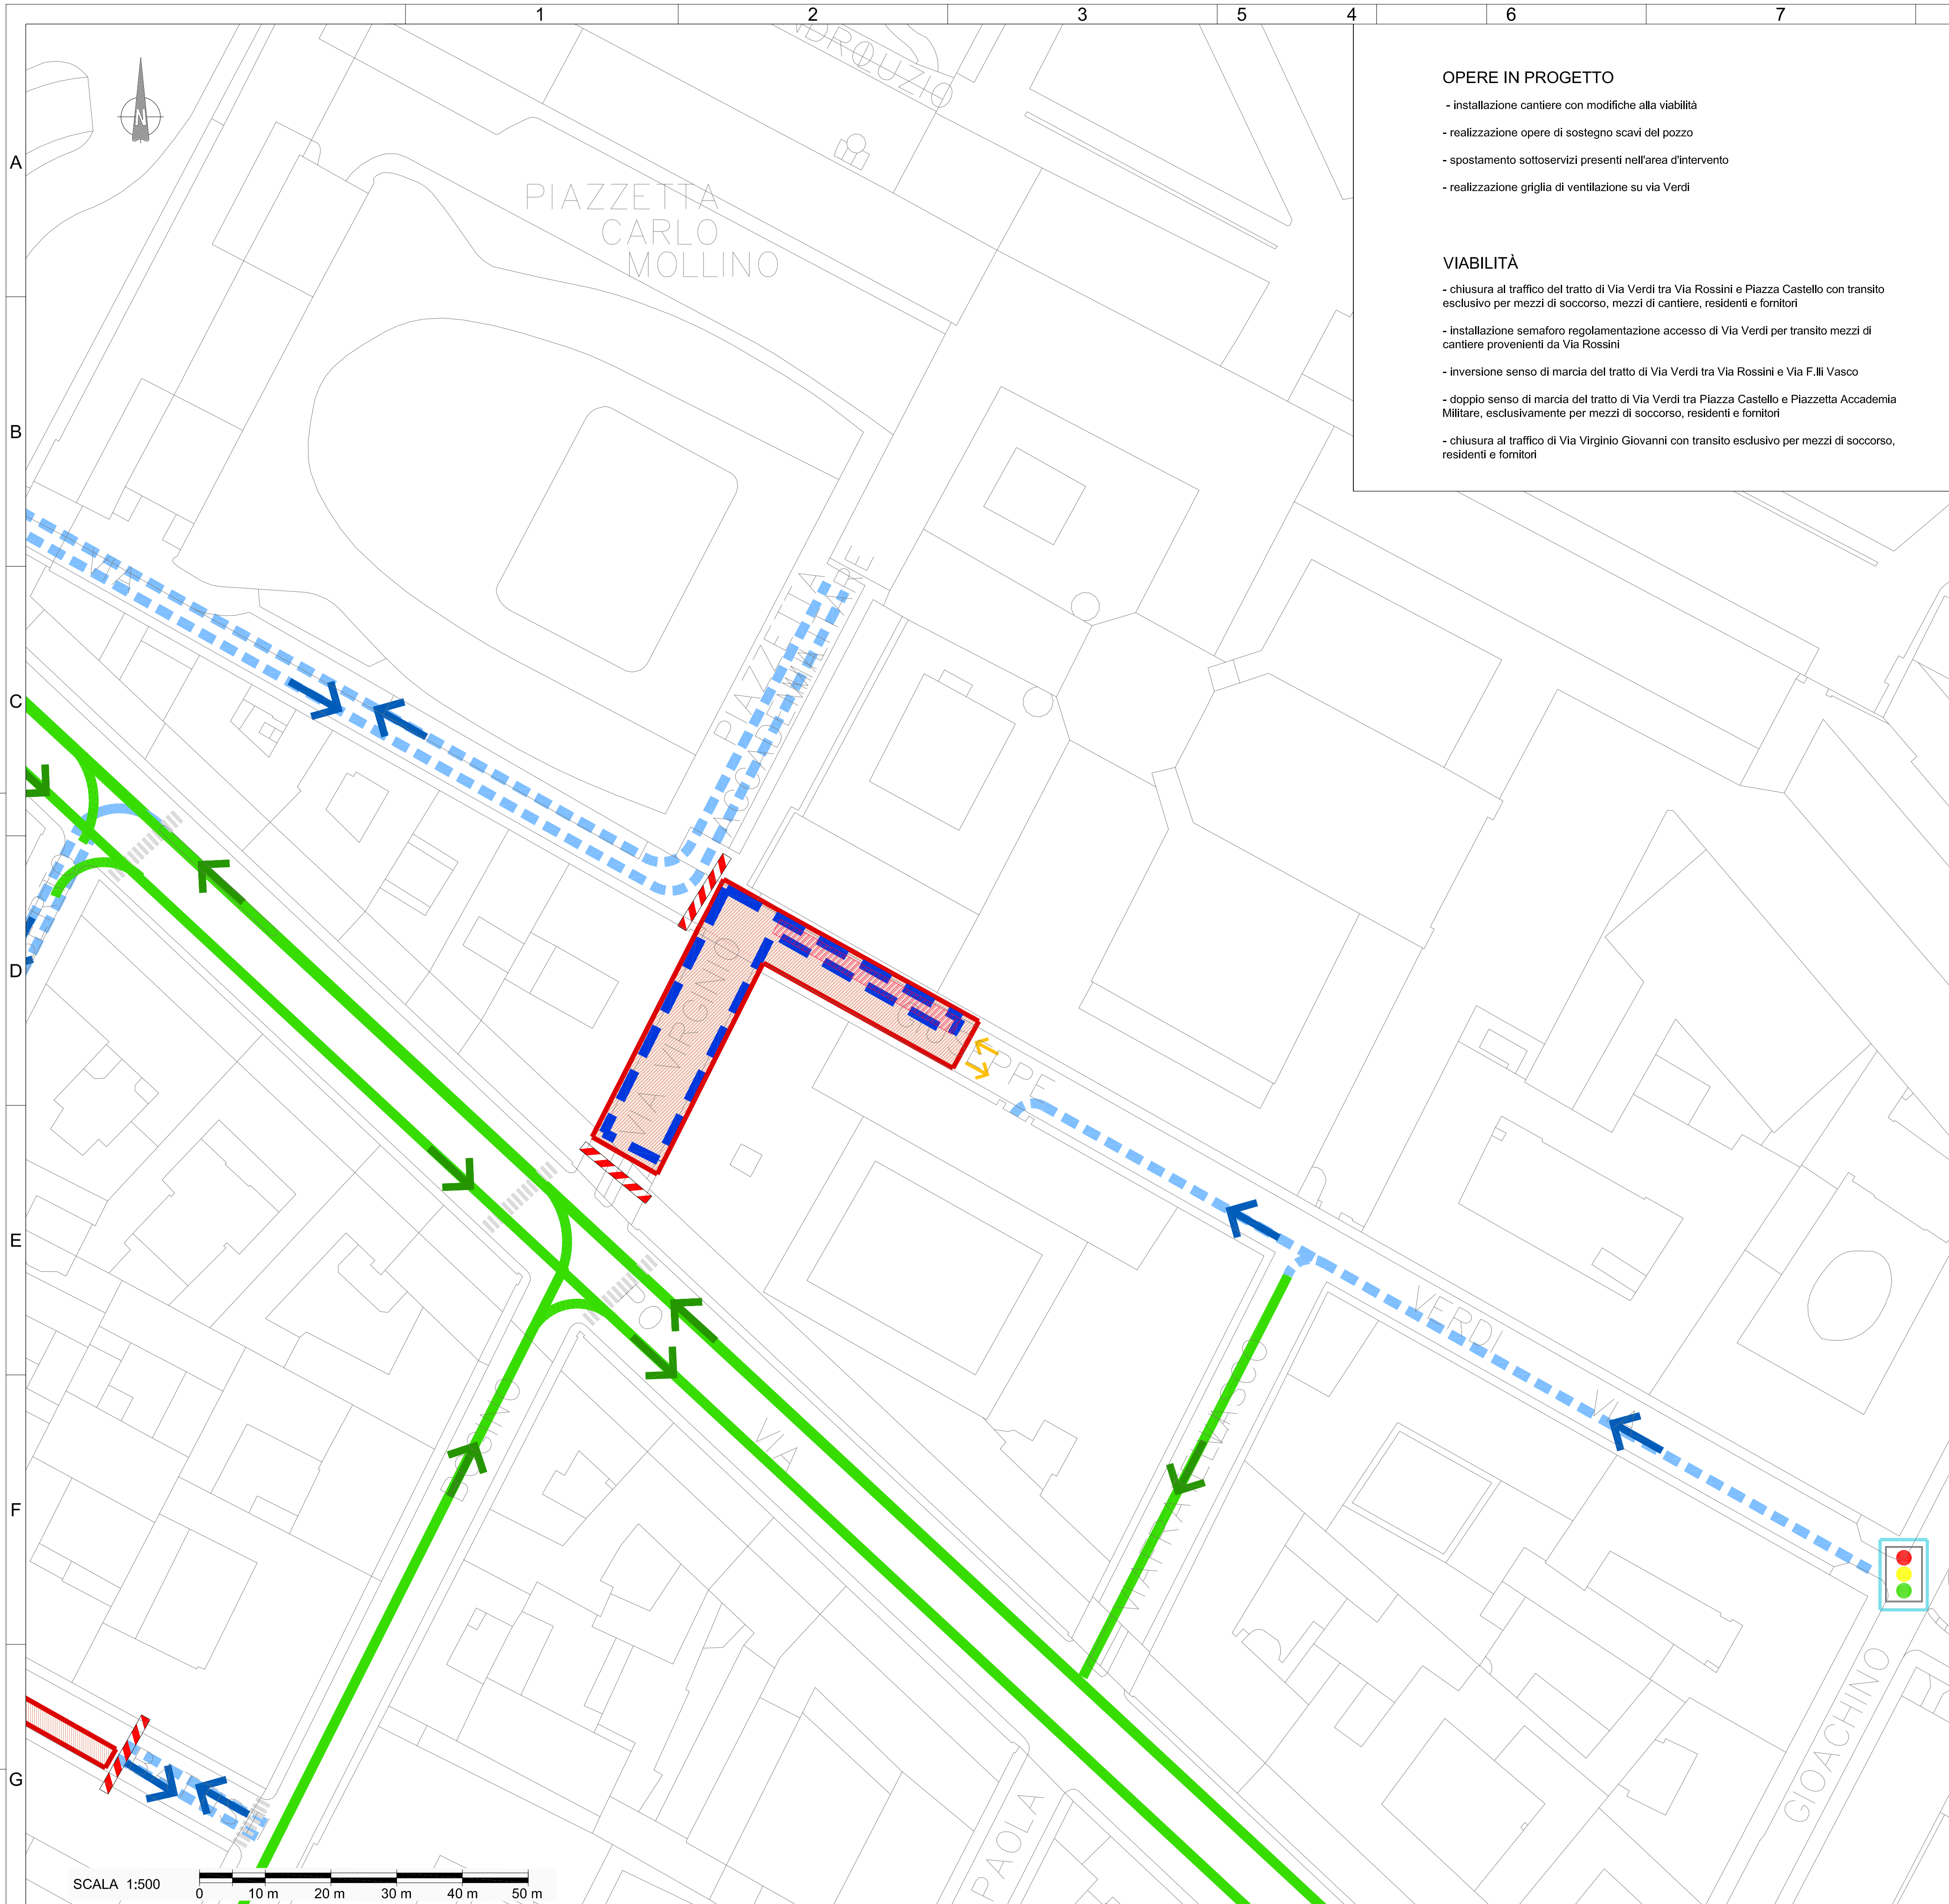 1 2 3 5 4 6 7
A
B
C
D
E
F
G
N
OPERE IN PROGETTO
- installazione cantiere con modifiche alla viabilità
- realizzazione opere di sostegno scavi del pozzo
- spostamento sottoservizi presenti nell'area d'intervento
- realizzazione griglia di ventilazione su via Verdi
VIABILITÀ
- chiusura al traffico del tratto di Via Verdi tra Via Rossini e Piazza Castello con transito
esclusivo per mezzi di soccorso, mezzi di cantiere, residenti e fornitori
- installazione semaforo regolamentazione accesso di Via Verdi per transito mezzi di
cantiere provenienti da Via Rossini
- inversione senso di marcia del tratto di Via Verdi tra Via Rossini e Via F.lli Vasco
- doppio senso di marcia del tratto di Via Verdi tra Piazza Castello e Piazzetta Accademia
Militare, esclusivamente per mezzi di soccorso, residenti e fornitori
- chiusura al traffico di Via Virginio Giovanni con transito esclusivo per mezzi di soccorso,
residenti e fornitori
PIAZZETTA
CARLO
MOLLINO
VIA
VIA VIRGINIO
VERDI
VIA
PO
VIA
BOGINO
VASCO
PAOLA
GIOACHINO
SCALA 1:500
0 10 m 20 m 30 m 40 m 50 m